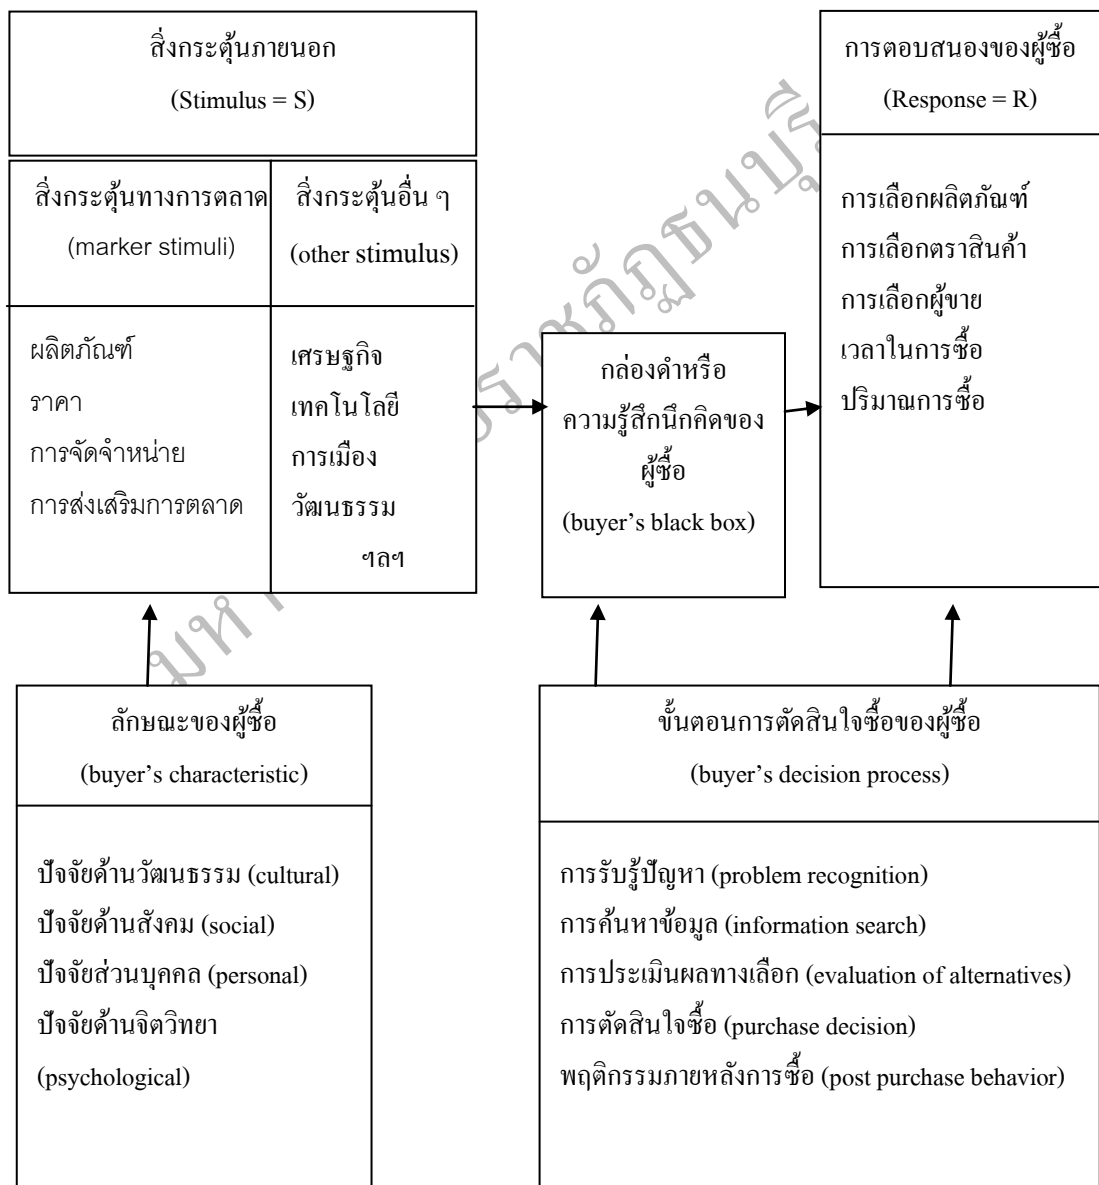 สิ่งกระตุ้นภายนอก
(Stimulus = S)
สิ่งกระตุ้นทางการตลาด
(marker stimuli)
สิ่งกระตุ้นอื่น ๆ
(other stimulus)
ผลิตภัณฑ์
ราคา
การจัดจำหน่าย
การส่งเสริมการตลาด
เศรษฐกิจ
เทคโนโลยี
การเมือง
วัฒนธรรม
ฯลฯ
กล่องดำหรือ
ความรู้สึกนึกคิดของ
ผู้ซื้อ
(buyer’s black box)
การตอบสนองของผู้ซื้อ
(Response = R)
การเลือกผลิตภัณฑ์
การเลือกตราสินค้า
การเลือกผู้ขาย
เวลาในการซื้อ
ปริมาณการซื้อ
ลักษณะของผู้ซื้อ
(buyer’s characteristic)
ปัจจัยด้านวัฒนธรรม (cultural)
ปัจจัยด้านสังคม (social)
ปัจจัยส่วนบุคคล (personal)
ปัจจัยด้านจิตวิทยา
(psychological)
ขั้นตอนการตัดสินใจซื้อของผู้ซื้อ
(buyer’s decision process)
การรับรู้ปัญหา (problem recognition)
การค้นหาข้อมูล (information search)
การประเมินผลทางเลือก (evaluation of alternatives)
การตัดสินใจซื้อ (purchase decision)
พฤติกรรมภายหลังการซื้อ (post purchase behavior)